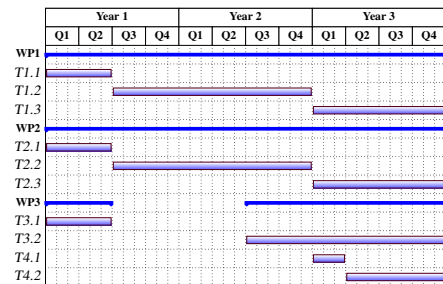 Year 1 Year 2 Year 3
Q1 Q2 Q3 Q4 Q1 Q2 Q3 Q4 Q1 Q2 Q3 Q4
WP1
T1.1
T1.2
T1.3
WP2
T2.1
T2.2
T2.3
WP3
T3.1
T3.2
T4.1
T4.2